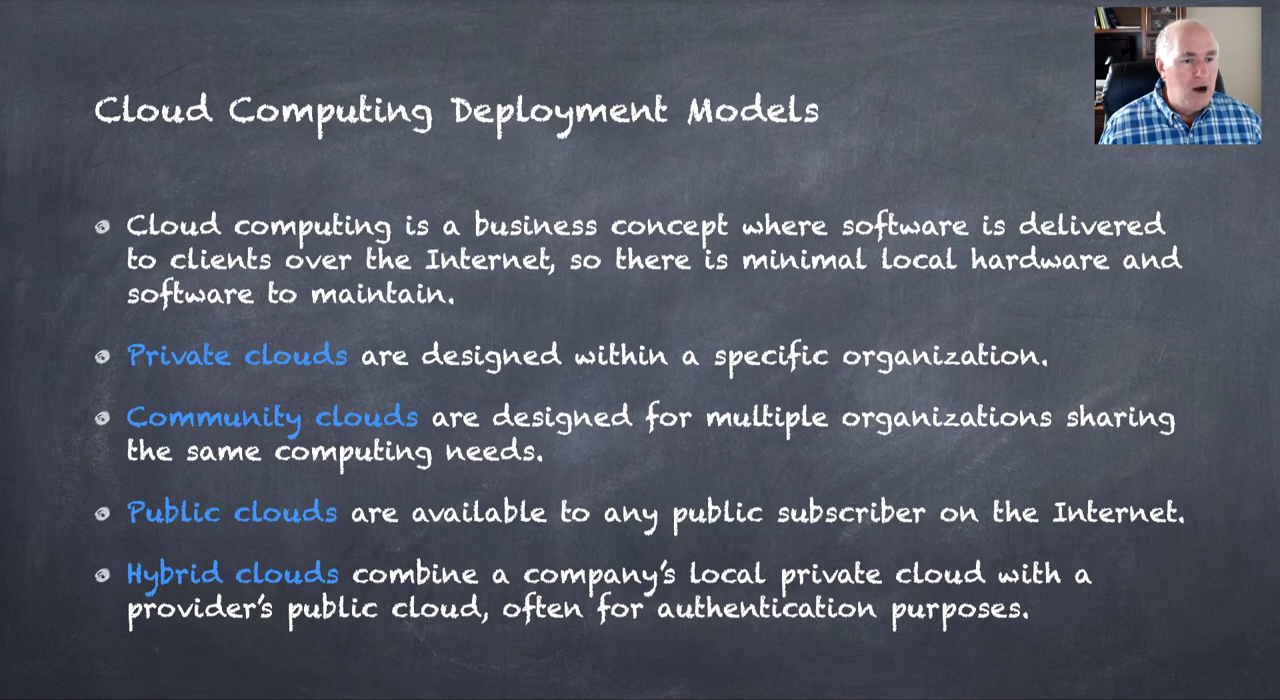 Cloud Computing Deployment Models
Cloud computing is a business concept where software is delivered
to clients over the Internet, so there is minimal local hardware and
software to maintain.
Private clouds are designed within a specific organization.
Community clouds are designed for multiple organizations sharing
the same computing needs.
Public clouds are available to any public subscriber on the Internet.
Hybrid clouds combine a company's local private cloud with a
provider's public cloud, often for authentication purposes.